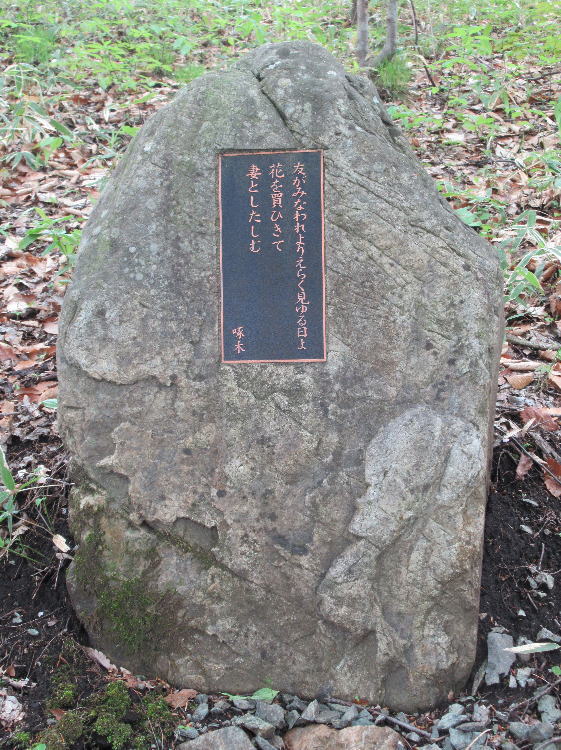 友がみなわれよりえらく見ゆる日よ
花を買ひきて
妻としたしむ
啄木